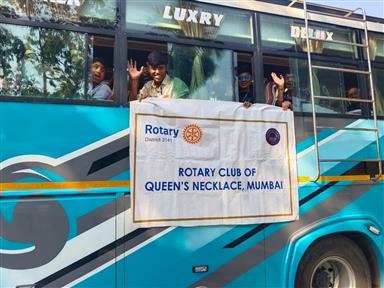 LUXRY
DELUX
Rotary
District 3141
ROTARY CLUB OF
QUEEN'S NECKLACE, MUMBAI